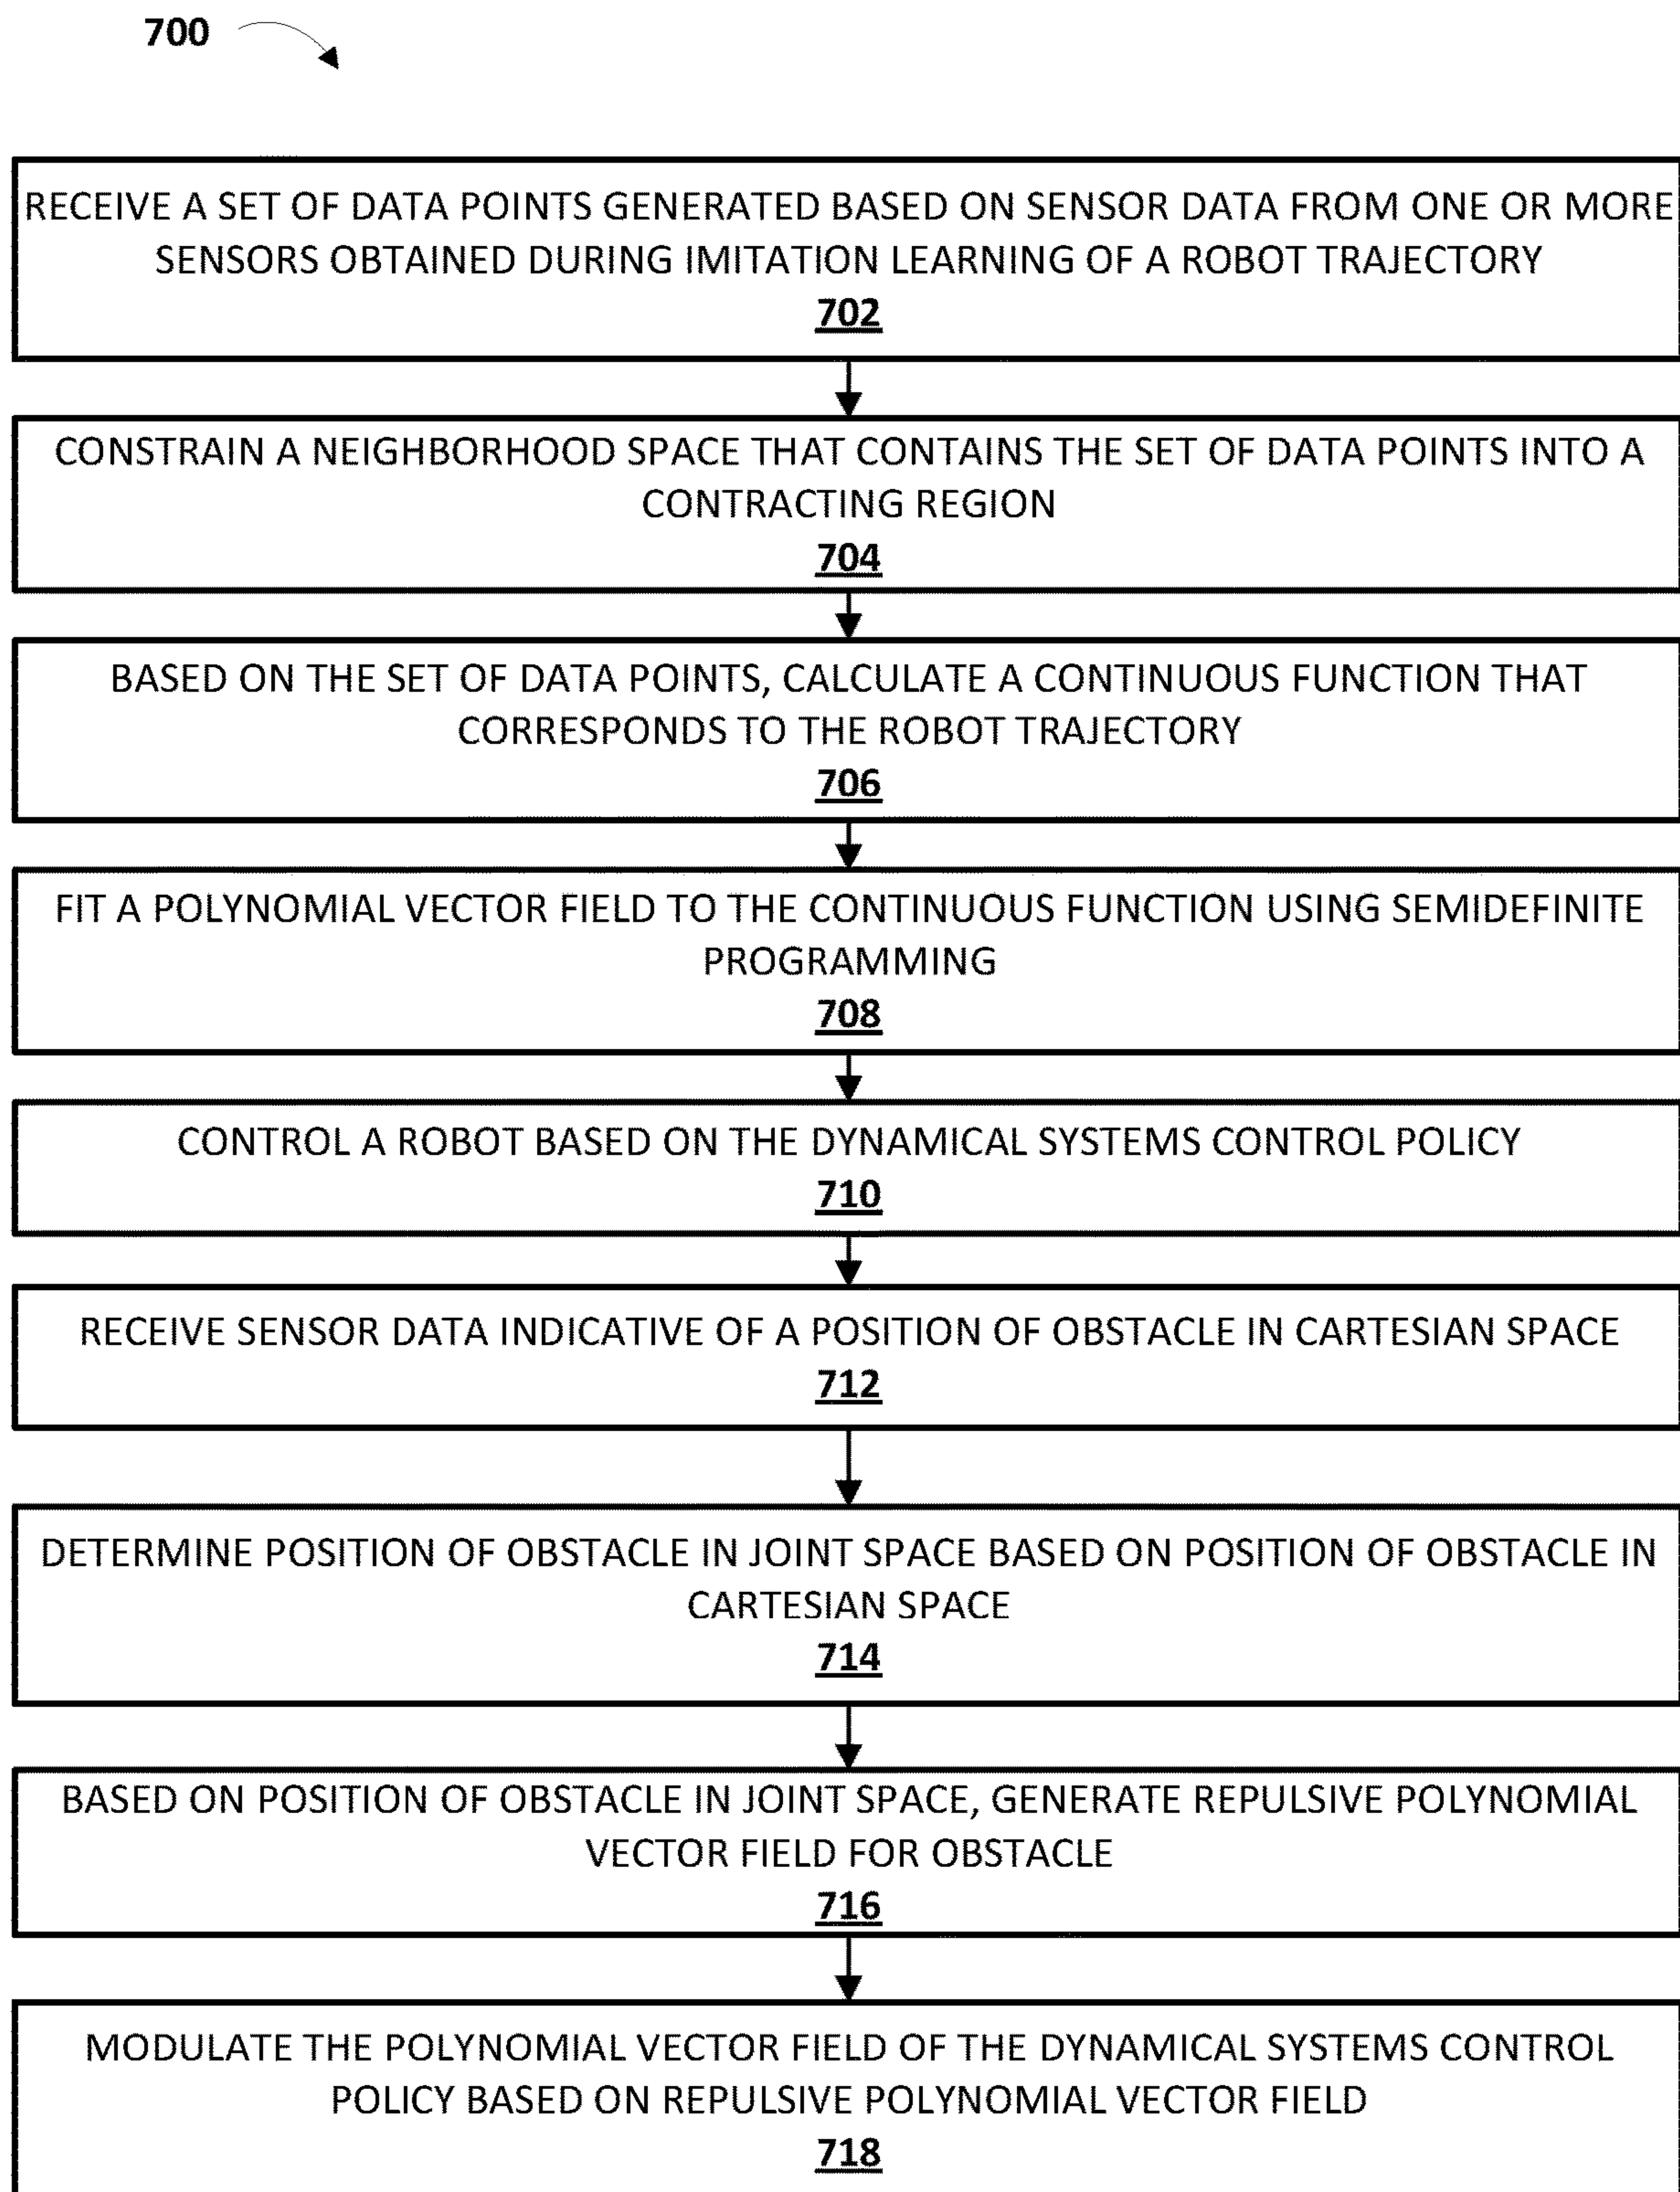 700
RECEIVE A SET OF DATA POINTS GENERATED BASED ON SENSOR DATA FROM ONE OR MORE
SENSORS OBTAINED DURING IMITATION LEARNING OF A ROBOT TRAJECTORY
702
CONSTRAIN A NEIGHBORHOOD SPACE THAT CONTAINS THE SET OF DATA POINTS INTO A
CONTRACTING REGION
704
BASED ON THE SET OF DATA POINTS, CALCULATE A CONTINUOUS FUNCTION THAT
CORRESPONDS TO THE ROBOT TRAJECTORY
706
FIT A POLYNOMIAL VECTOR FIELD TO THE CONTINUOUS FUNCTION USING SEMIDEFINITE
PROGRAMMING
708
CONTROL A ROBOT BASED ON THE DYNAMICAL SYSTEMS CONTROL POLICY
710
RECEIVE SENSOR DATA INDICATIVE OF A POSITION OF OBSTACLE IN CARTESIAN SPACE
712
DETERMINE POSITION OF OBSTACLE IN JOINT SPACE BASED ON POSITION OF OBSTACLE IN
CARTESIAN SPACE
714
BASED ON POSITION OF OBSTACLE IN JOINT SPACE, GENERATE REPULSIVE POLYNOMIAL
VECTOR FIELD FOR OBSTACLE
716
MODULATE THE POLYNOMIAL VECTOR FIELD OF THE DYNAMICAL SYSTEMS CONTROL
POLICY BASED ON REPULSIVE POLYNOMIAL VECTOR FIELD
718